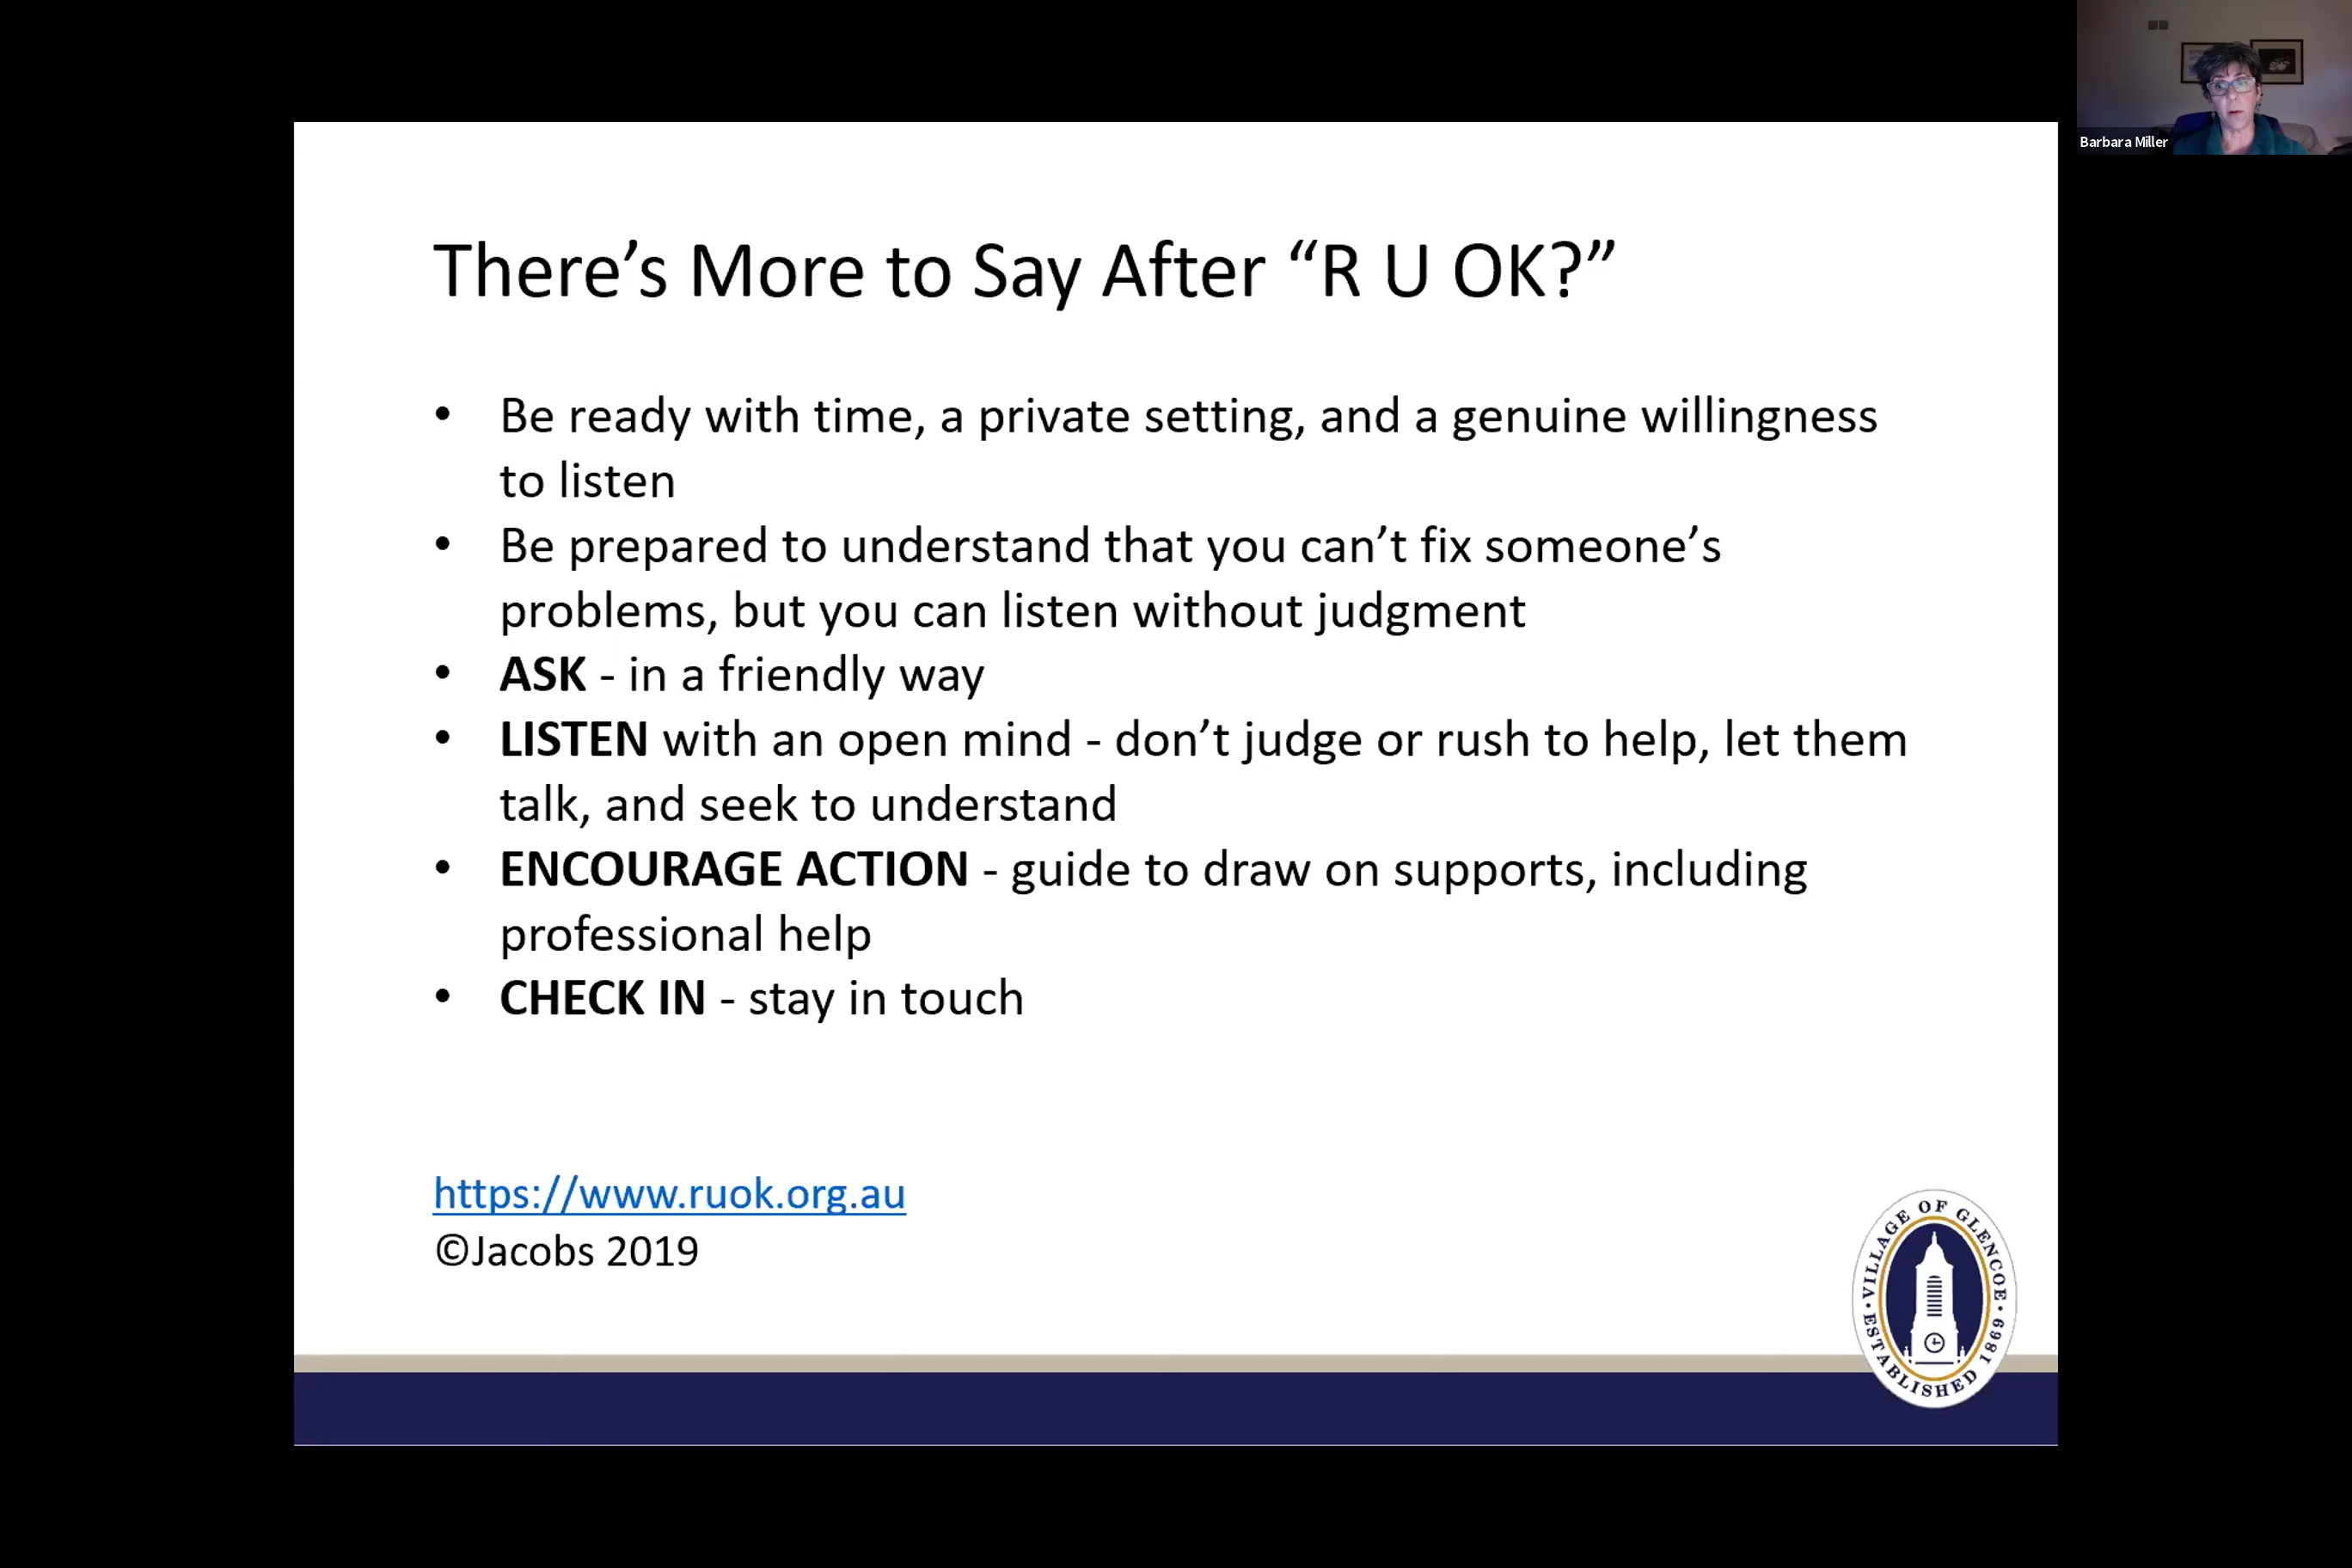 Barbara Miller
There’s More to Say After “R U OK?”
• Be ready with time, a private setting, and a genuine willingness
to listen
• Be prepared to understand that you can’t fix someone’s
problems, but you can listen without judgment
• ASK - in a friendly way
• LISTEN with an open mind - don’t judge or rush to help, let them
talk, and seek to understand
• ENCOURAGE ACTION - guide to draw on supports, including
professional help
• CHECK IN - stay in touch
https://www.ruok.org.au
©Jacobs 2019
VILLAGE OF GLENCOE
• ESTABLISHED 1869 •